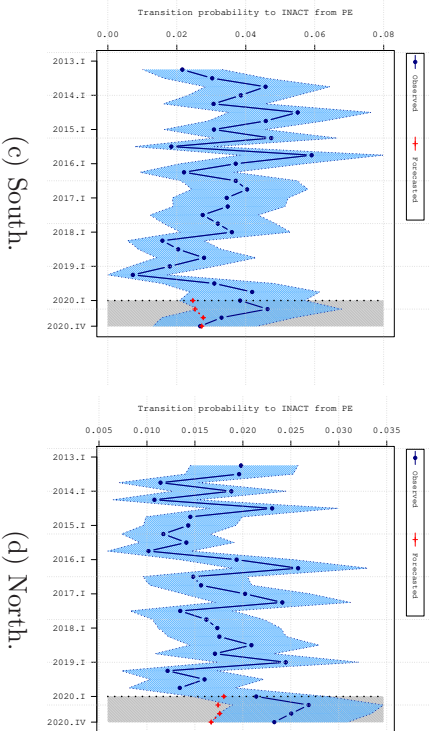 Transition probability to INACT from PE
0.00 0.02 0.04 0.06 0.08
2013.I
2014.I
2015.I
2016.I
2017.I
2018.I
2019.I
2020.I
2020.IV
Observed
Forecasted
(c) South.
Transition probability to INACT from PE
0.005 0.010 0.015 0.020 0.025 0.030 0.035
2013.I
2014.I
2015.I
2016.I
2017.I
2018.I
2019.I
2020.I
2020.IV
Observed
Forecasted
(d) North.